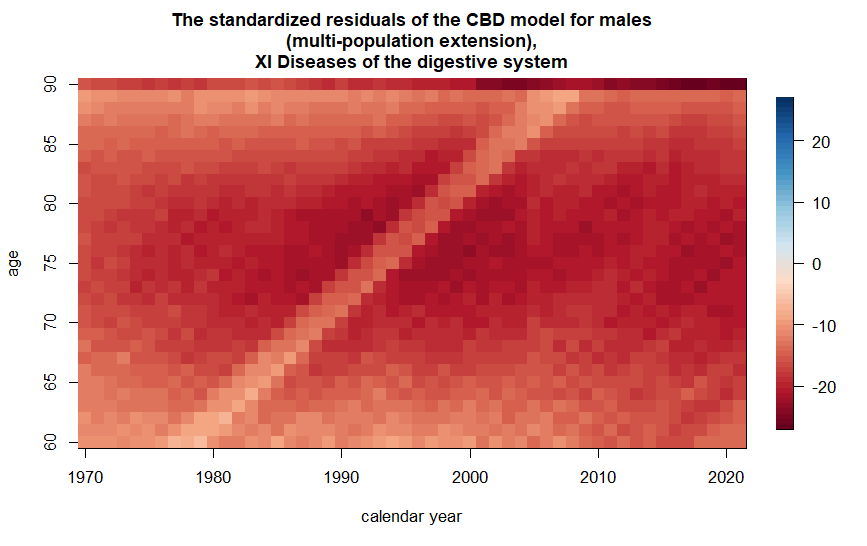 The standardized residuals of the CBD model for males
(multi-population extension),
XI Diseases of the digestive system
age
90
85
80
75
70
65
60
1970 1980 1990 2000 2010 2020
calendar year
20
10
0
-10
-20